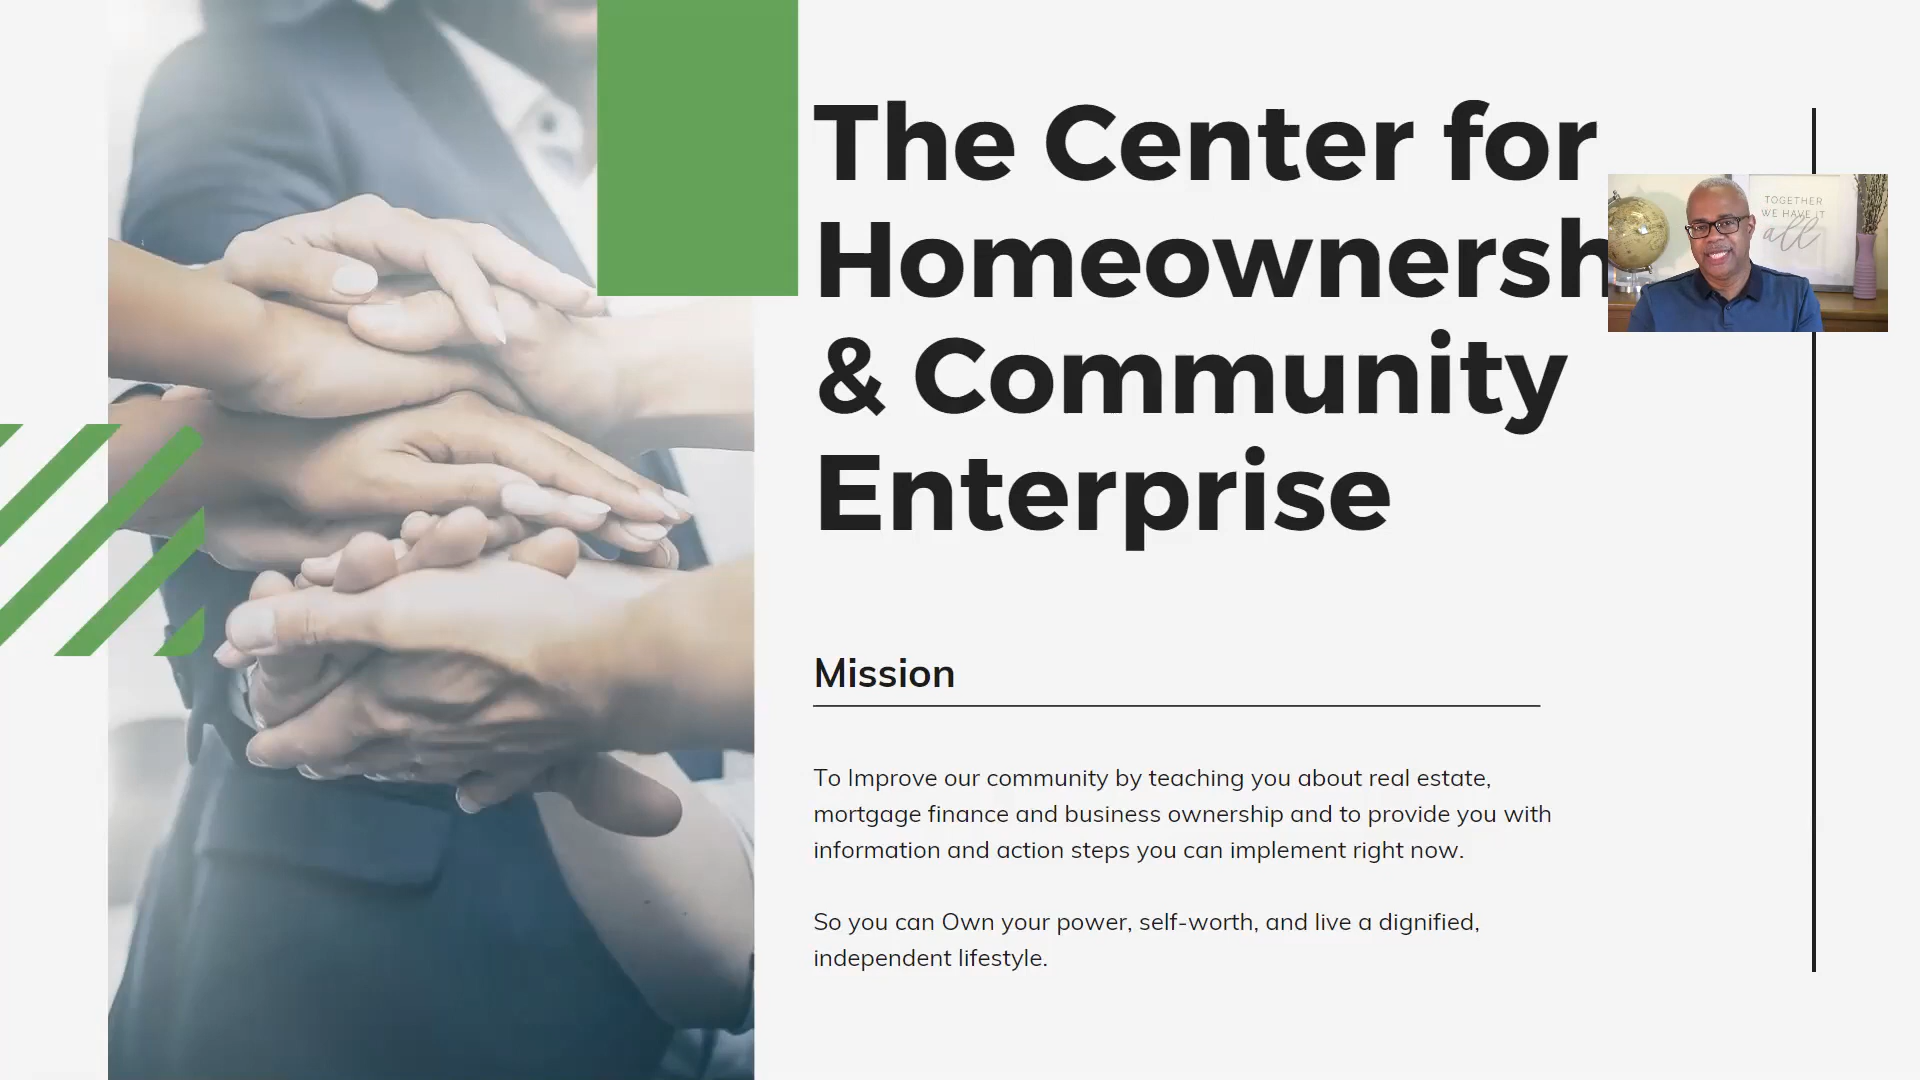 The Center for
Homeownersh
& Community
Enterprise
TOGETHER
WE HAVE IT
all
Mission
To Improve our community by teaching you about real estate,
mortgage finance and business ownership and to provide you with
information and action steps you can implement right now.
So you can Own your power, self-worth, and live a dignified,
independent lifestyle.